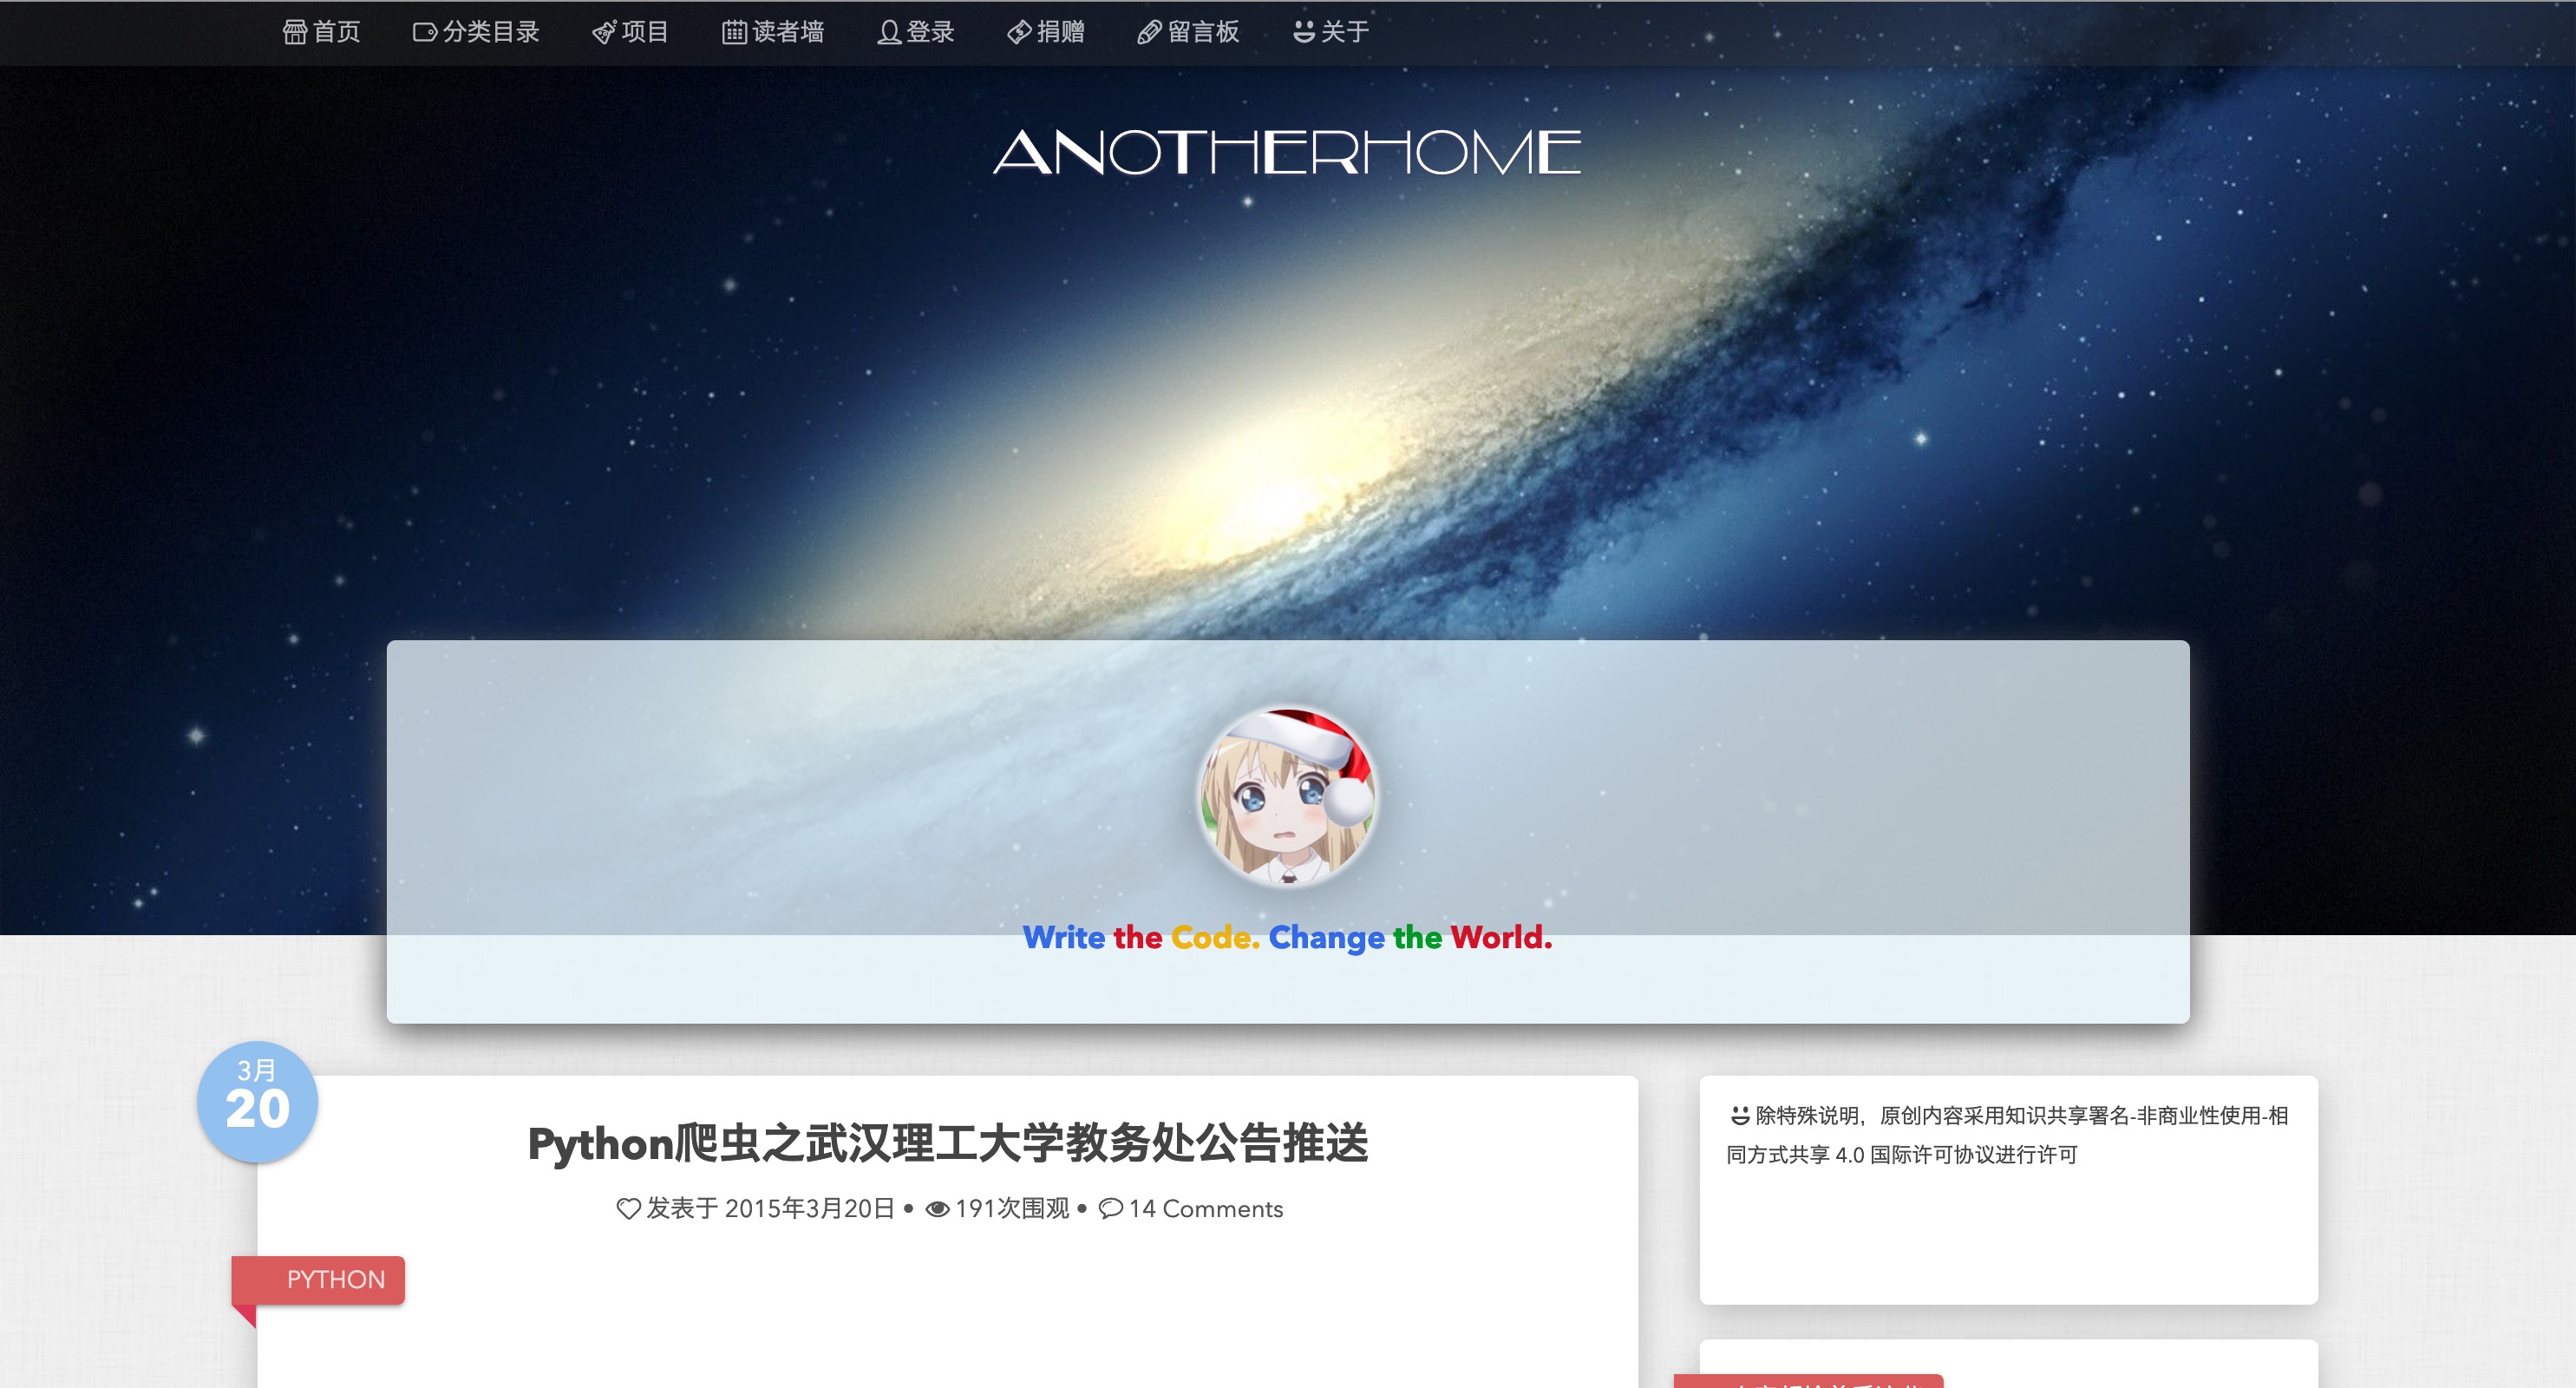 首页 分类目录 项目 读者墙 登录 捐赠 留言板 关于
ANOTHERHOME
Write the Code. Change the World.
3月
20
Python爬虫之武汉理工大学教务处公告推送
发表于 2015年3月20日 • 191次围观 • 14 Comments
PYTHON
除特殊说明，原创内容采用知识共享署名-非商业性使用-相
同方式共享 4.0 国际许可协议进行许可